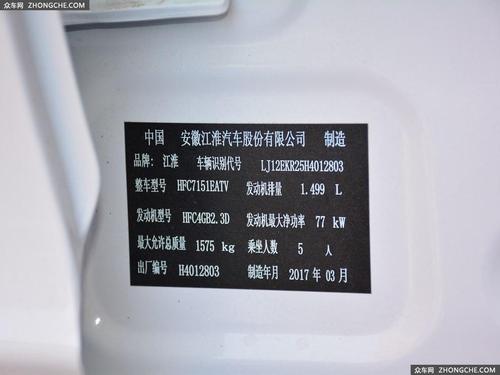 众车网 ZHONGCHE.COM
中国 安徽江淮汽车股份有限公司 制造
品牌: 江淮 车辆识别代号 LJ12EKR25H4012803
整车型号 HFC7151EATV 发动机排量 1.499 L
发动机型号 HFC4GB2.3D 发动机最大净功率 77 kW
最大允许总质量 1575 kg 乘坐人数 5 人
出厂编号 H4012803 制造年月 2017 年 03 月
众车网 ZHONGCHE.COM